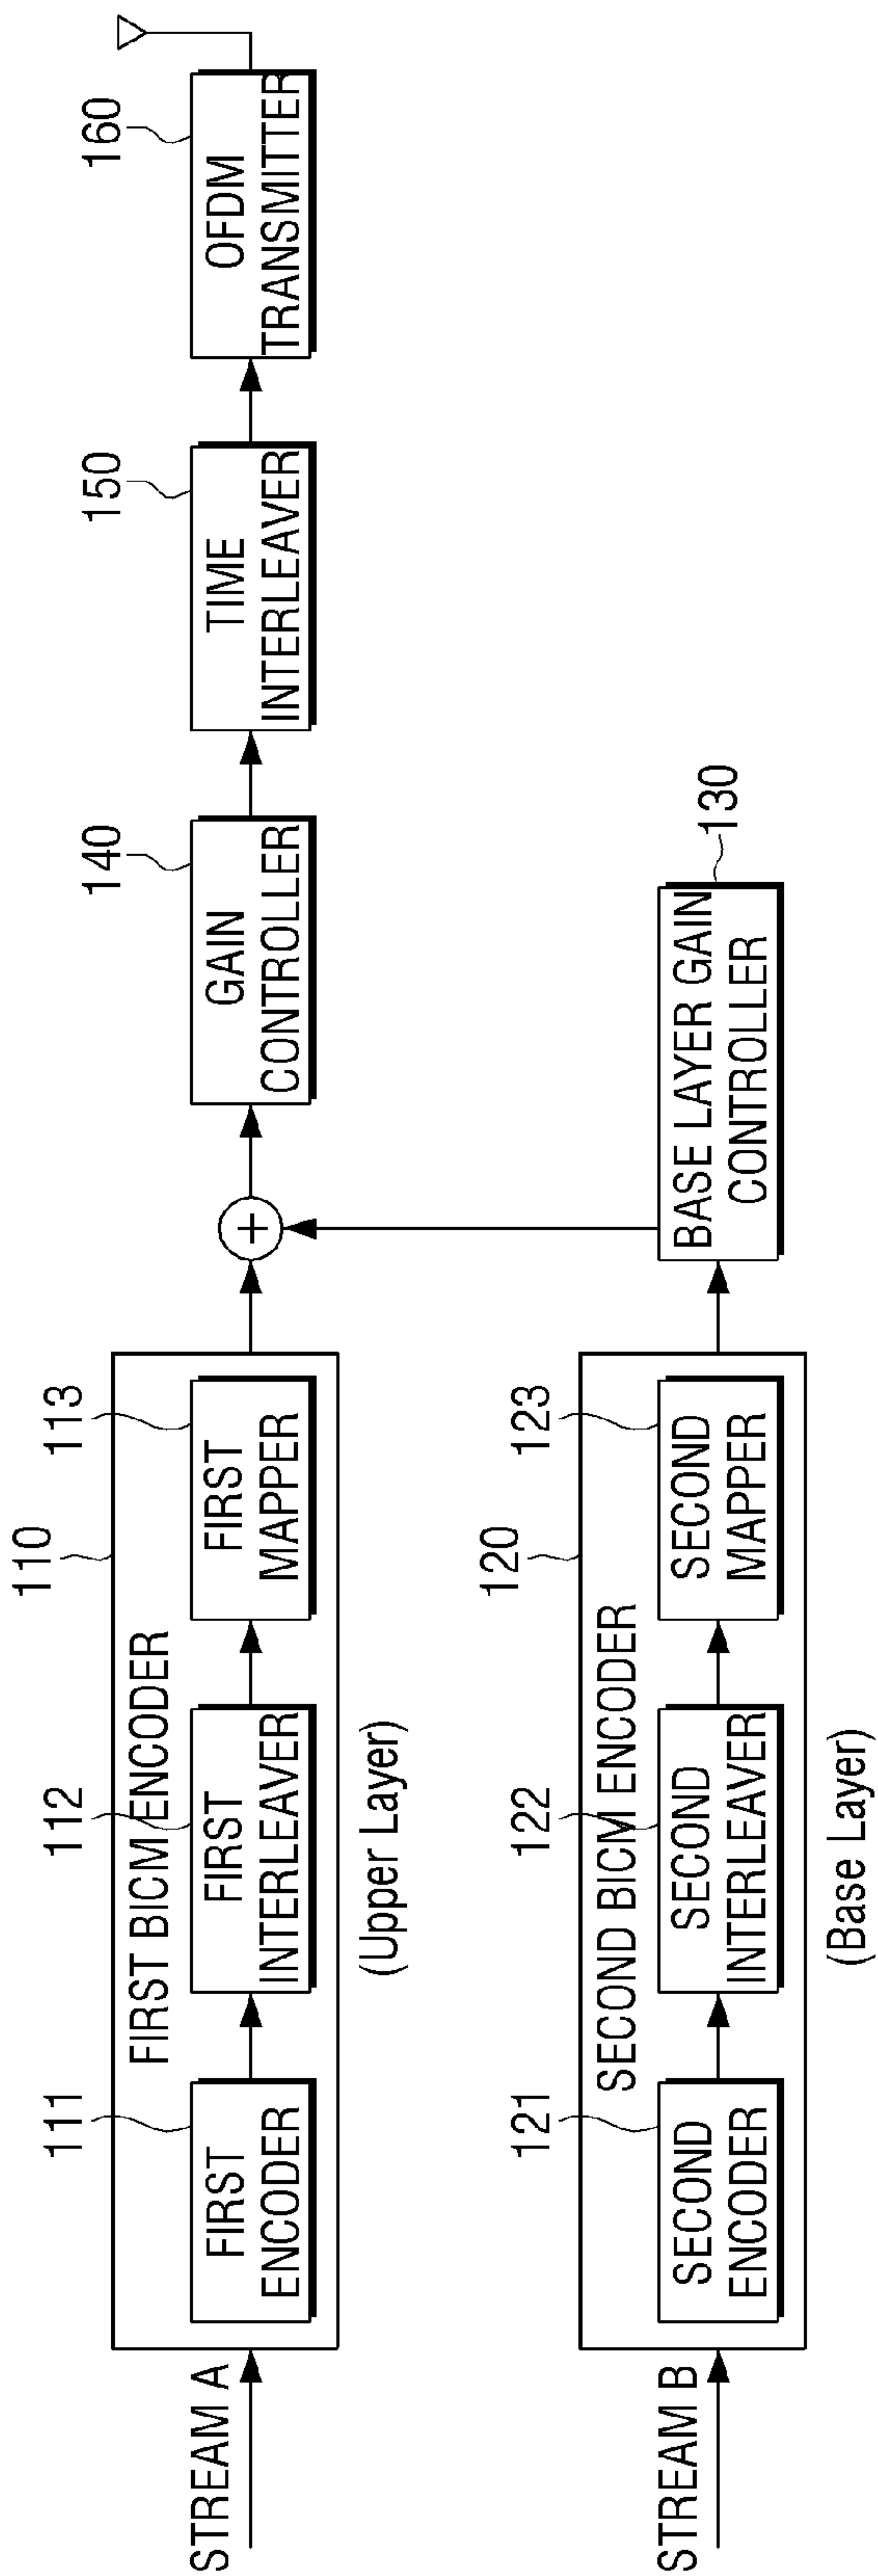 110
FIRST BICM ENCODER
111
112
113
140
150
160
STREAM A
FIRST
ENCODER
FIRST
INTERLEAVER
FIRST
MAPPER
GAIN
CONTROLLER
TIME
INTERLEAVER
OFDM
TRANSMITTER
+
(Upper Layer)
120
SECOND BICM ENCODER
121
122
123
STREAM B
SECOND
ENCODER
SECOND
INTERLEAVER
SECOND
MAPPER
BASE LAYER GAIN
CONTROLLER
130
(Base Layer)